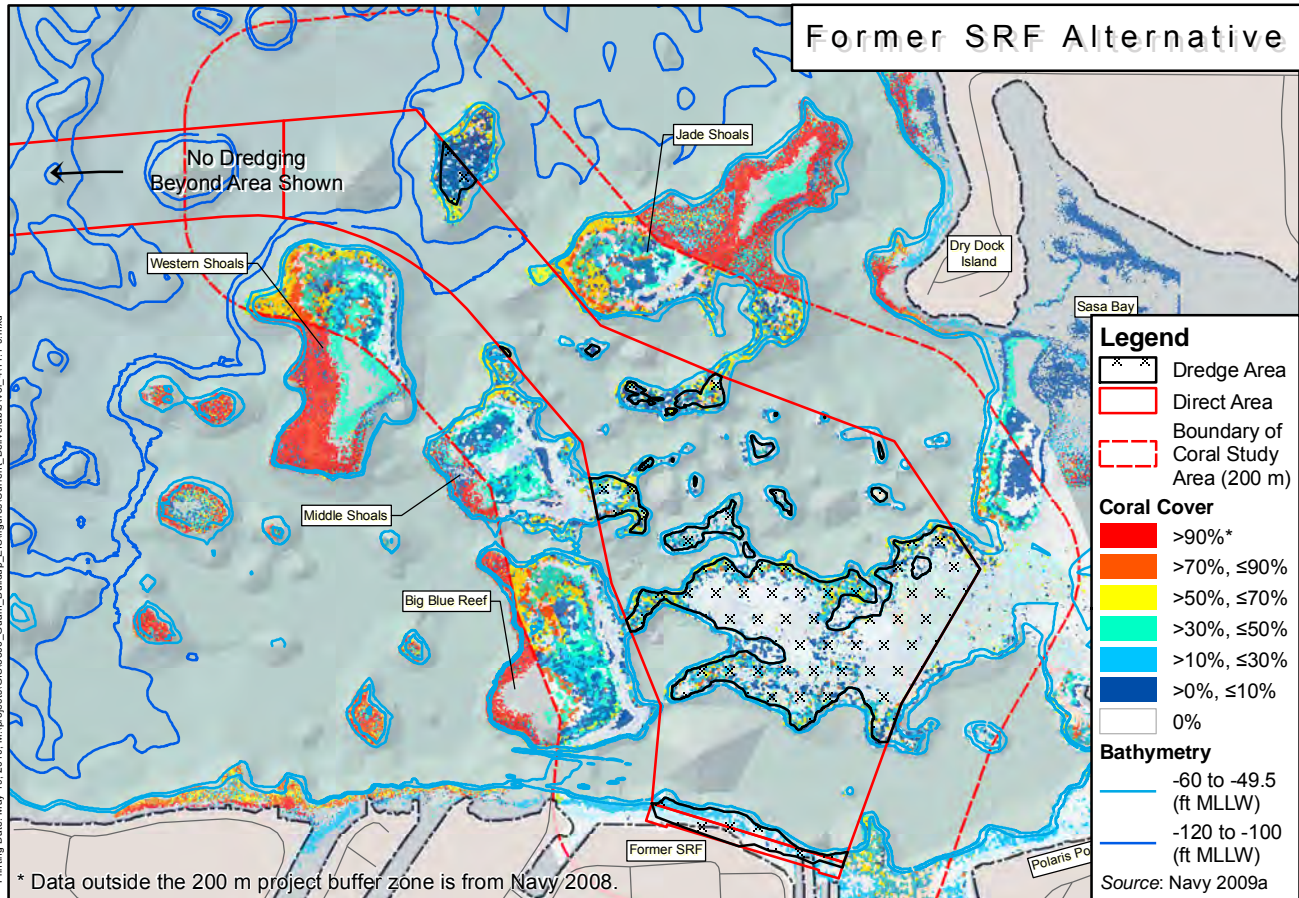 Former SRF Alternative
Jade Shoals
No Dredging
Beyond Area Shown
Western Shoals
Dry Dock
Island
Sasa Bay
Middle Shoals
Big Blue Reef
Former SRF
* Data outside the 200 m project buffer zone is from Navy 2008.
Legend
Dredge Area
Direct Area
Boundary of
Coral Study
Area (200 m)
Coral Cover
>90%*
>70%, ≤90%
>50%, ≤70%
>30%, ≤50%
>10%, ≤30%
>0%, ≤10%
0%
Bathymetry
-60 to -49.5
(ft MLLW)
-120 to -100
(ft MLLW)
Source: Navy 2009a
Polaris Po